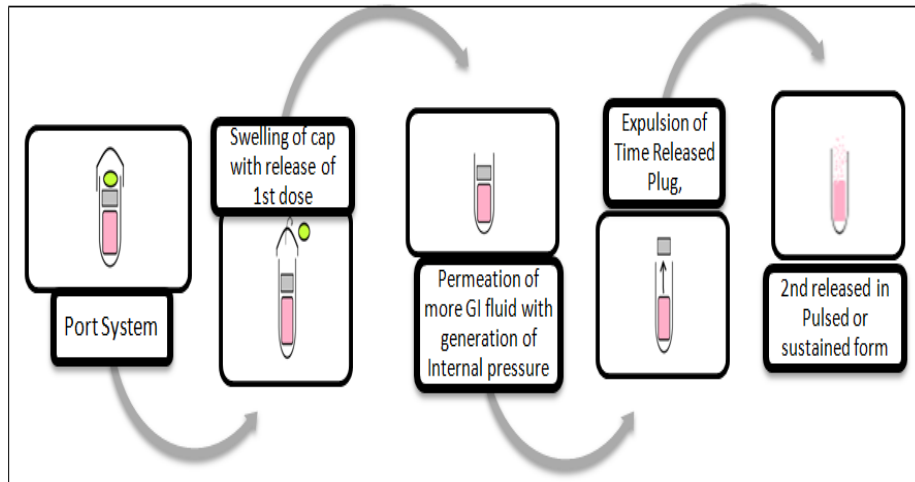 Port System
Swelling of cap
with release of
1st dose
Permeation of
more GI fluid with
generation of
Internal pressure
Expulsion of
Time Released
Plug,
2nd released in
Pulsed or
sustained form